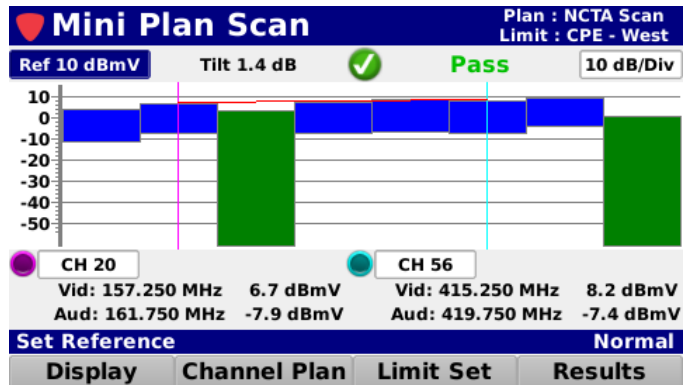 Mini Plan Scan
Plan : NCTA Scan
Limit : CPE - West
Ref 10 dBmV Tilt 1.4 dB Pass 10 dB/Div
10
0
-10
-20
-30
-40
-50
CH 20 CH 56
Vid: 157.250 MHz 6.7 dBmV Vid: 415.250 MHz 8.2 dBmV
Aud: 161.750 MHz -7.9 dBmV Aud: 419.750 MHz -7.4 dBmV
Set Reference Normal
Display Channel Plan Limit Set Results